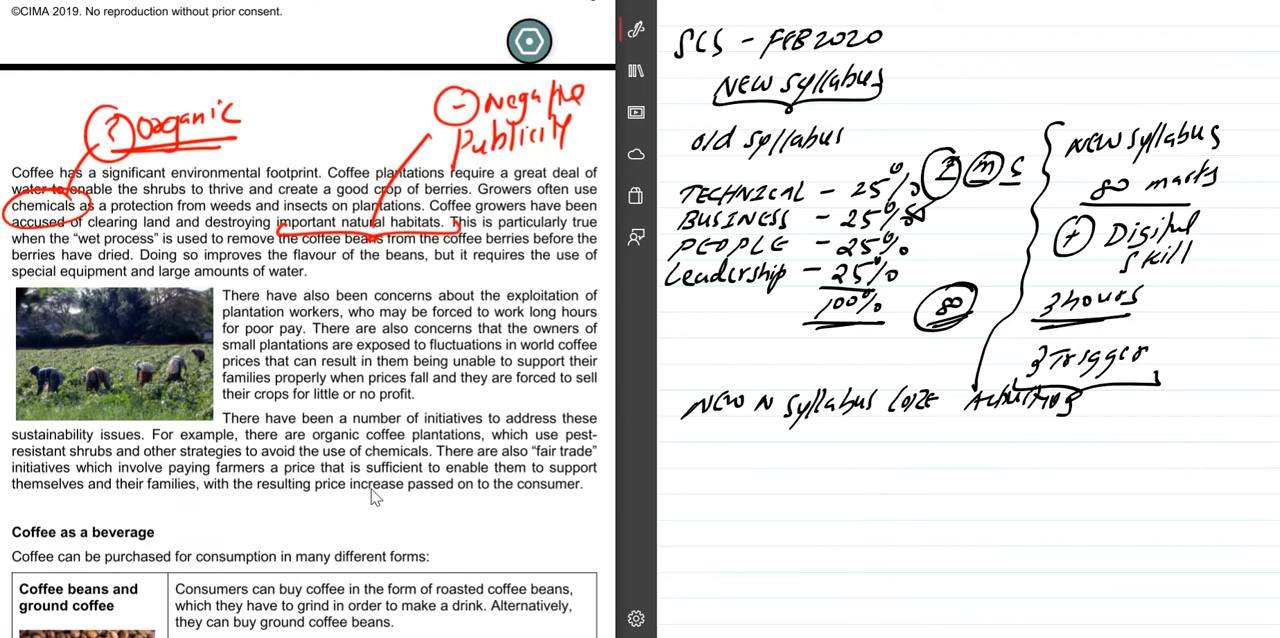 ©CIMA 2019. No reproduction without prior consent.
? organic
- Negative
Publicity
Coffee has a significant environmental footprint. Coffee plantations require a great deal of
water to enable the shrubs to thrive and create a good crop of berries. Growers often use
chemicals as a protection from weeds and insects on plantations. Coffee growers have been
accused of clearing land and destroying important natural habitats. This is particularly true
when the “wet process” is used to remove the coffee beans from the coffee berries before the
berries have dried. Doing so improves the flavour of the beans, but it requires the use of
special equipment and large amounts of water.
There have also been concerns about the exploitation of
plantation workers, who may be forced to work long hours
for poor pay. There are also concerns that the owners of
small plantations are exposed to fluctuations in world coffee
prices that can result in them being unable to support their
families properly when prices fall and they are forced to sell
their crops for little or no profit.
There have been a number of initiatives to address these
sustainability issues. For example, there are organic coffee plantations, which use pest-
resistant shrubs and other strategies to avoid the use of chemicals. There are also “fair trade”
initiatives which involve paying farmers a price that is sufficient to enable them to support
themselves and their families, with the resulting price increase passed on to the consumer.
Coffee as a beverage
Coffee can be purchased for consumption in many different forms:
Coffee beans and
ground coffee
Consumers can buy coffee in the form of roasted coffee beans,
which they have to grind in order to make a drink. Alternatively,
they can buy ground coffee beans.
SCS - FEB 2020
NEW syllabus
old syllabus
TECHNICAL - 25%
BUSINESS - 25%
PEOPLE - 25%
Leadership - 25%
100%
80
m S
NEW syllabus
80 marks
+ Digital
skill
3 hours
3 Trigger
NEW N syllabus core Activities